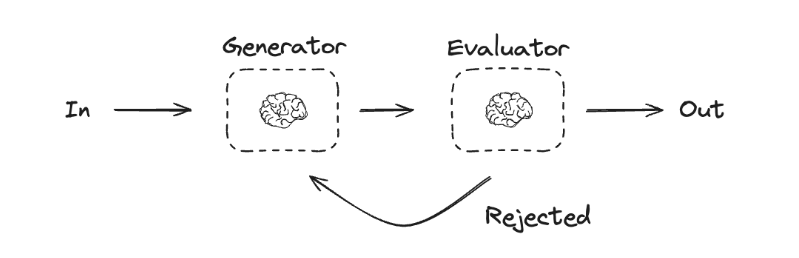 Generator
Evaluator
In
Out
Rejected